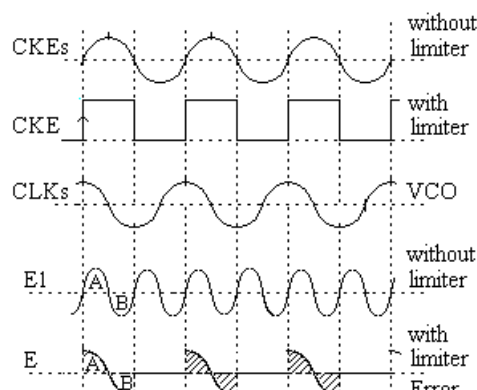 CKEs
without
limiter
CKE
with
limiter
CLKs
VCO
E1
A
B
without
limiter
E
A
B
with
limiter
Error